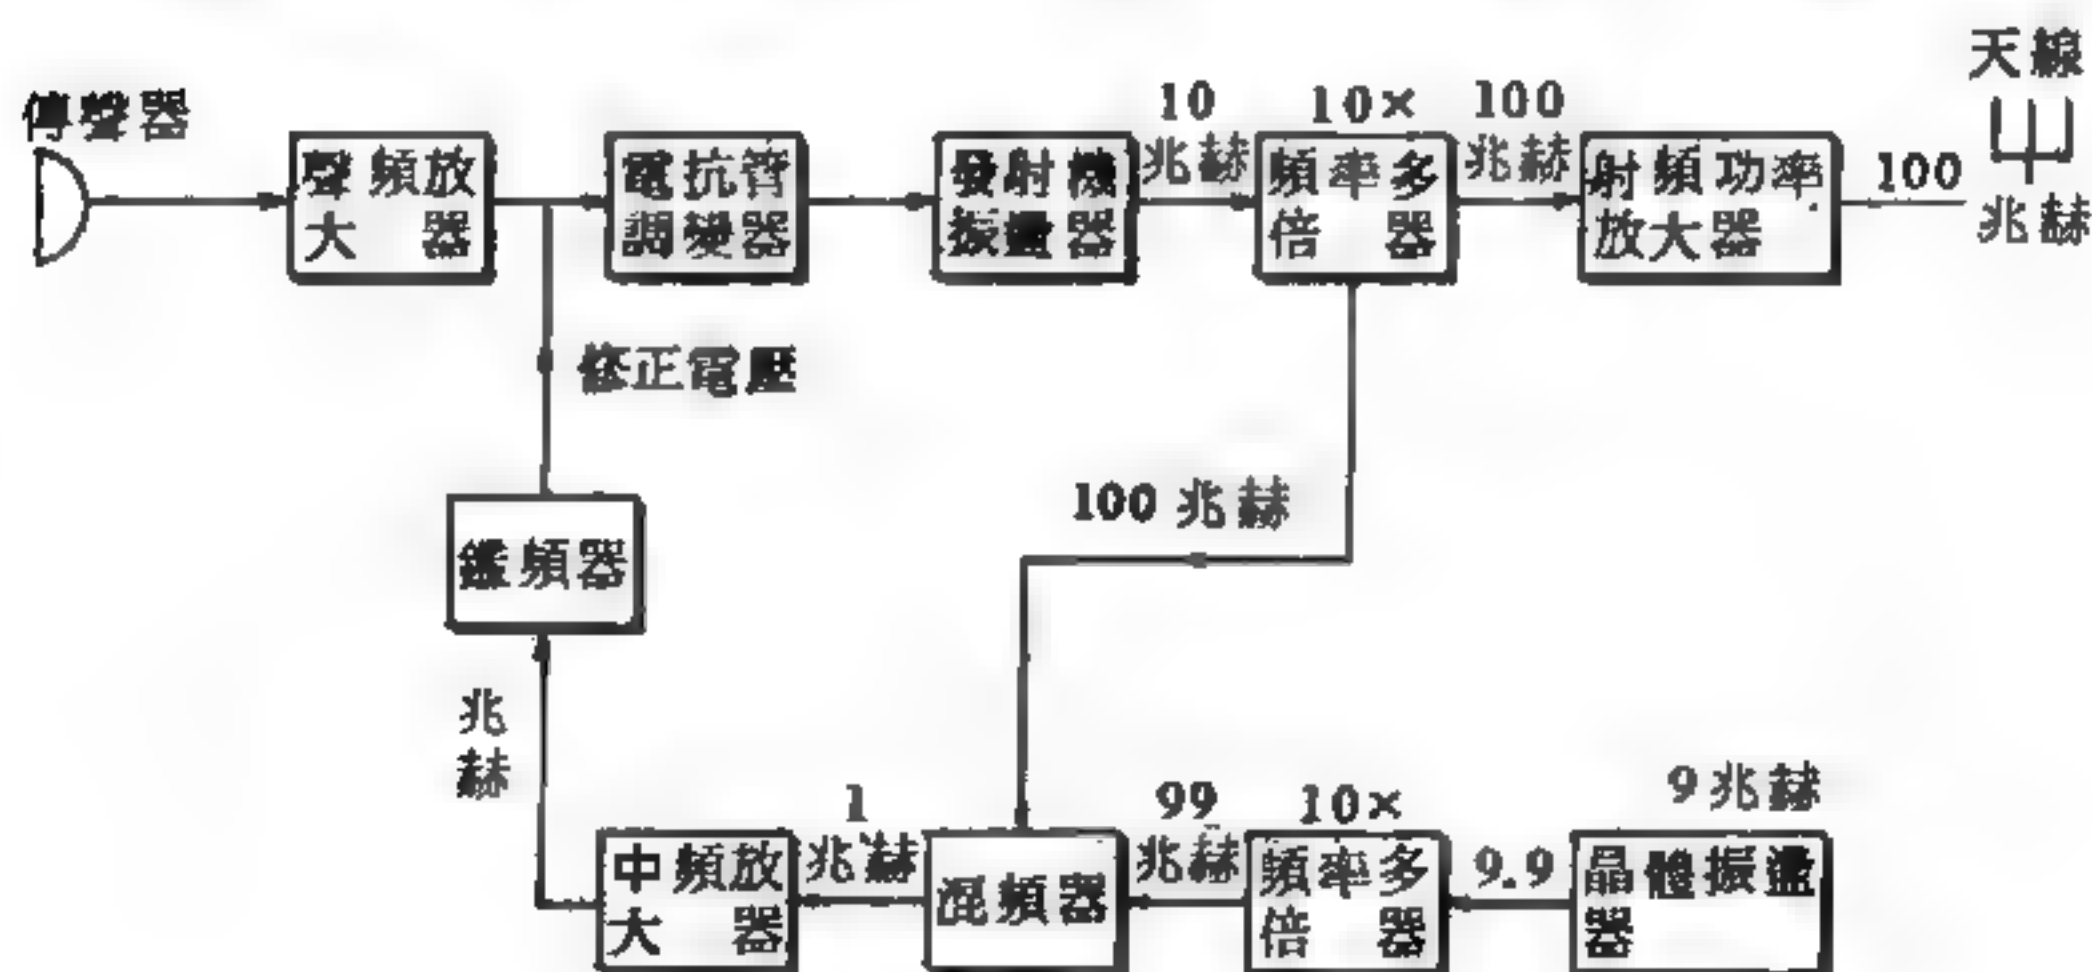 天線
傳聲器
10
兆赫
10×
100
兆赫
聲頻放
大器
電抗管
調變器
發射機
振盪器
頻率多
倍器
射頻功率
放大器
100
兆赫
修正電壓
100兆赫
鑑頻器
兆
赫
中頻放
大器
1
兆赫
混頻器
99
兆赫
10×
頻率多
倍器
9.9
9兆赫
晶體振盪
器